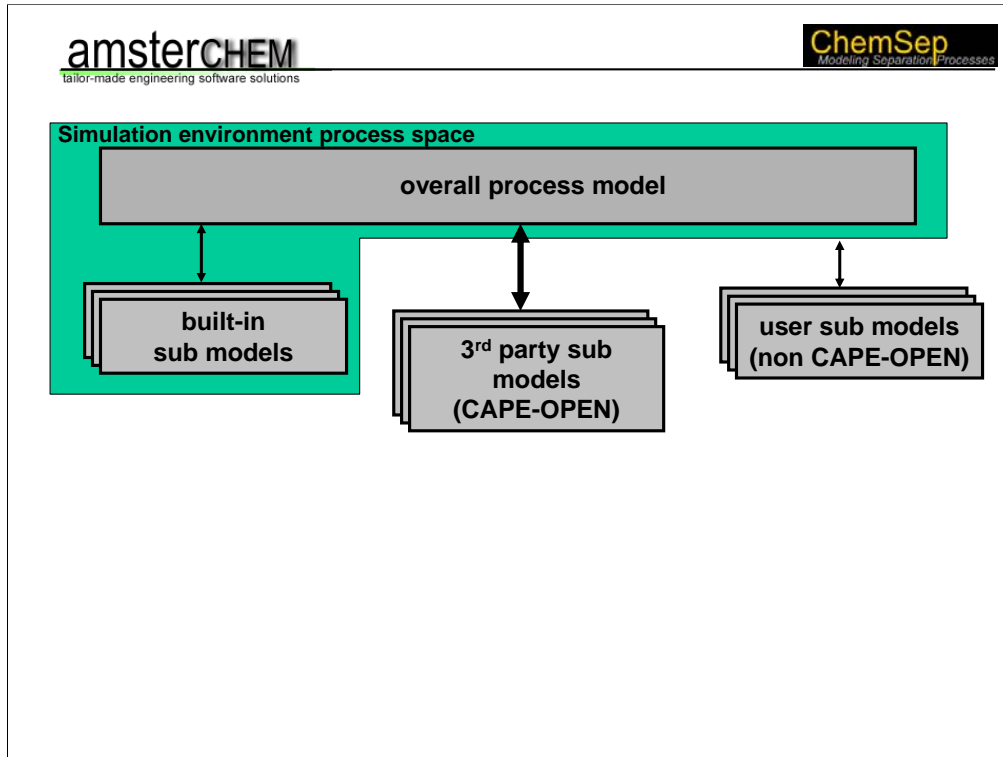 amsterCHEM
tailor-made engineering software solutions
ChemSep
Modeling Separation Processes
Simulation environment process space
overall process model
built-in
sub models
3rd party sub
models
(CAPE-OPEN)
user sub models
(non CAPE-OPEN)